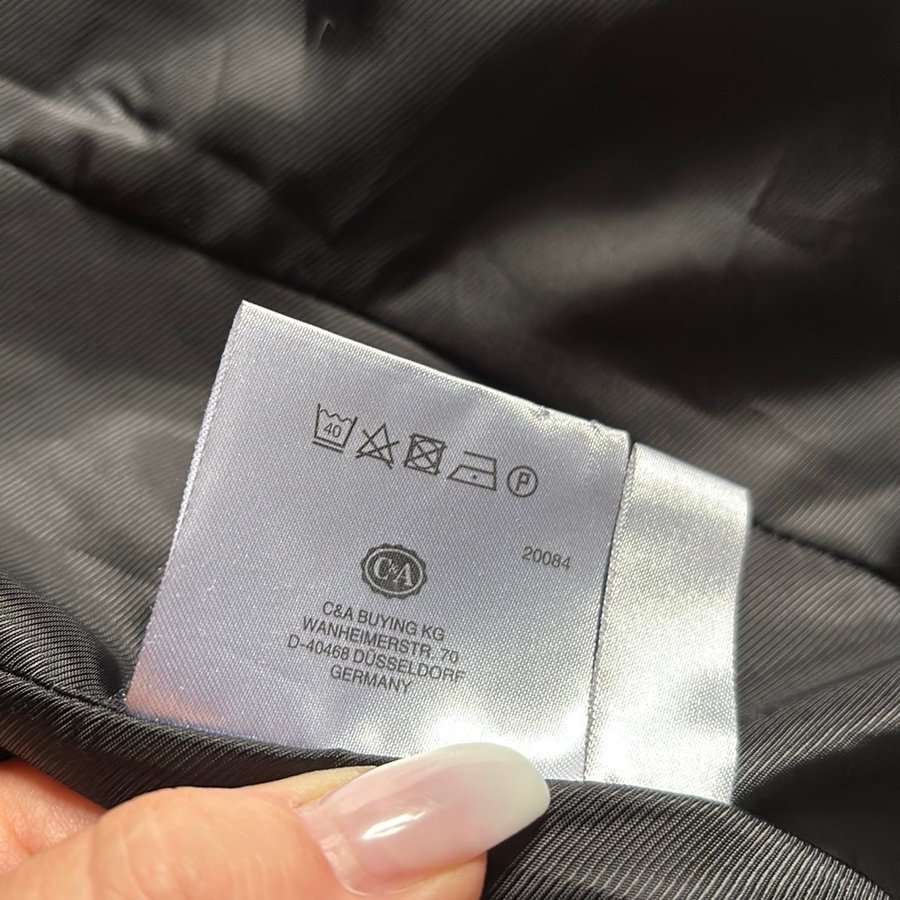 40
P
20084
C&A
C&A BUYING KG
WANHEIMERSTR. 70
D-40468 DÜSSELDORF
GERMANY